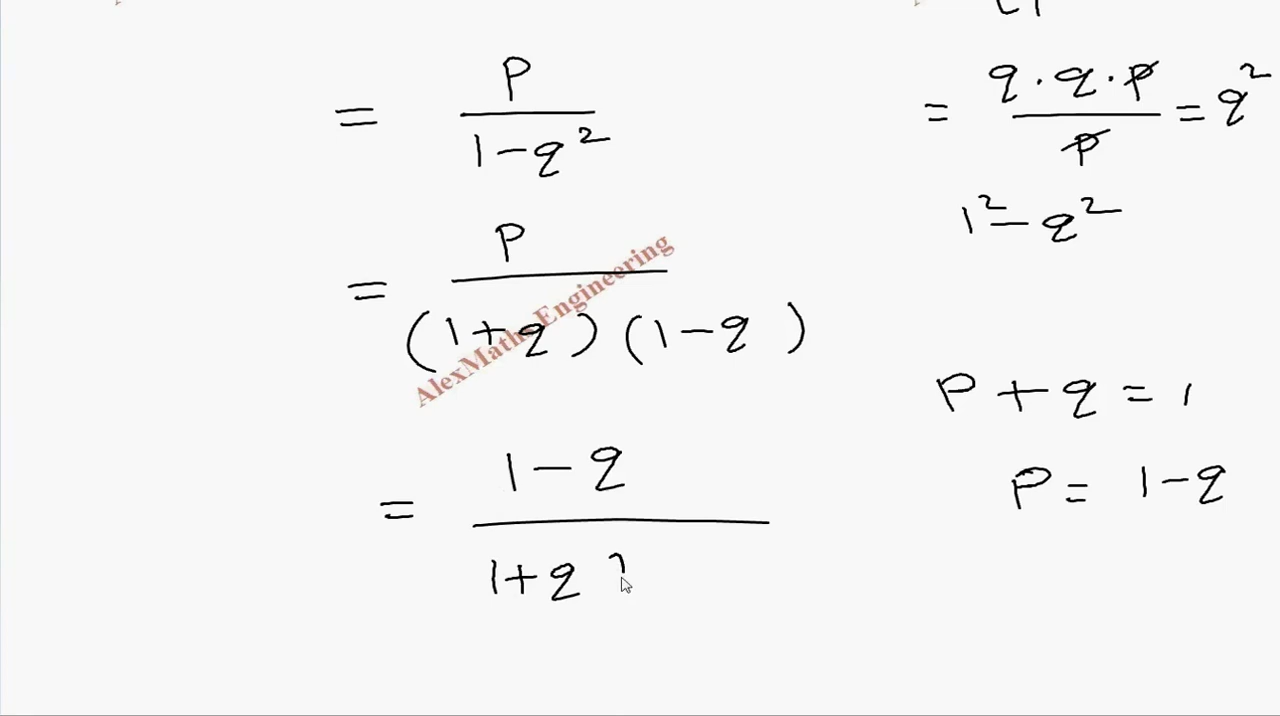 = p / 1-q²
= q·q·p / p = q²
1² - q²
= p / (1+q)(1-q)
AlexMaths Engineering
p + q = 1
p = 1-q
= 1-q / 1+q